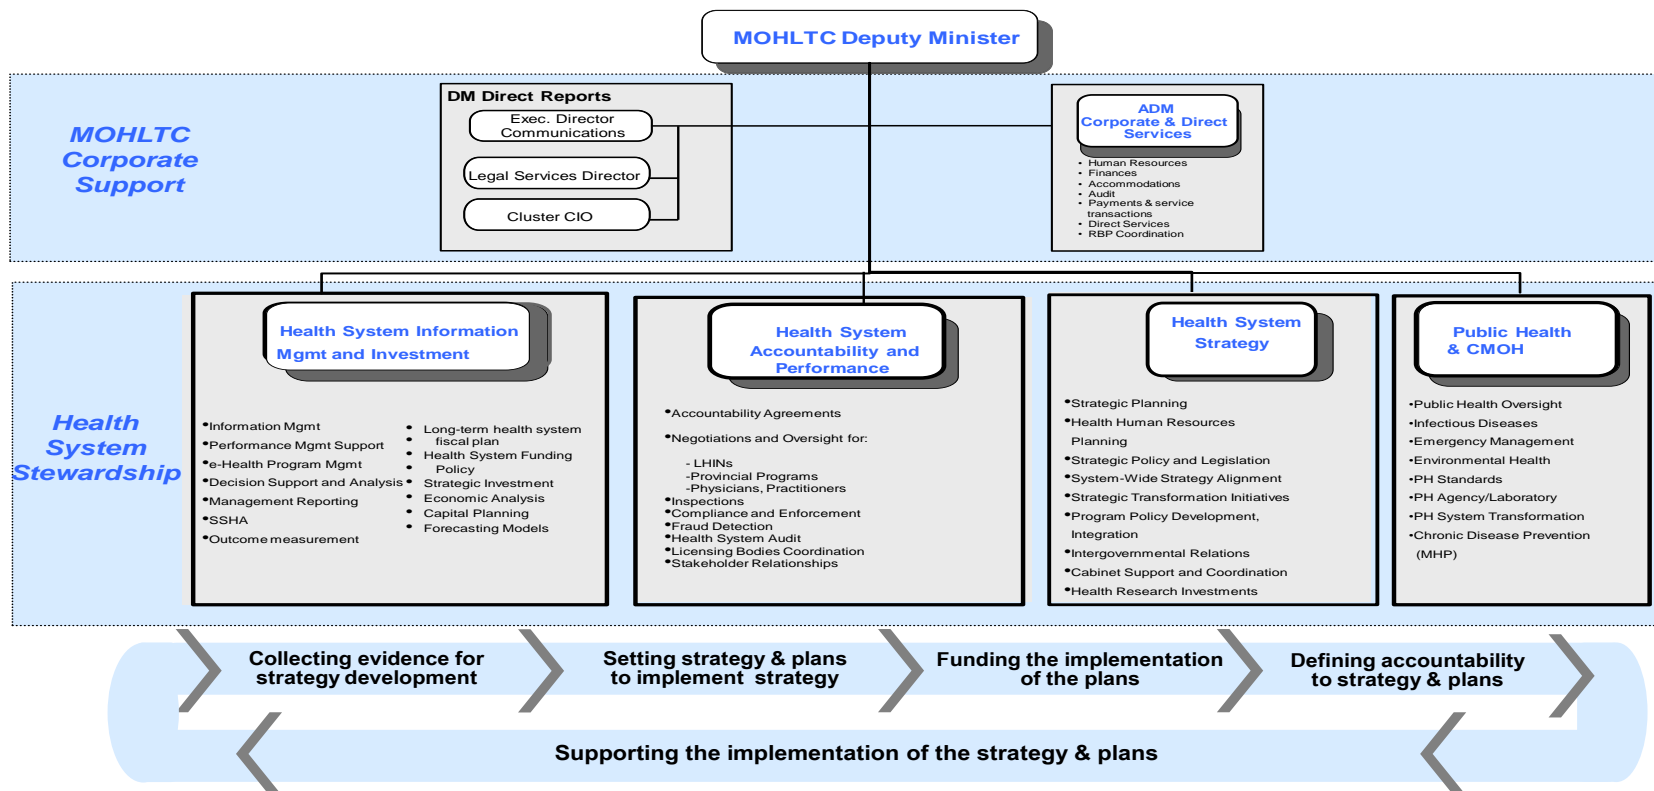 MOHLTC Deputy Minister
MOHLTC
Corporate
Support
DM Direct Reports
Exec. Director
Communications
Legal Services Director
Cluster CIO
ADM
Corporate & Direct
Services
• Human Resources
• Finances
• Accommodations
• Audit
• Payments & service
transactions
• Direct Services
• RBP Coordination
Health
System
Stewardship
Health System Information
Mgmt and Investment
•Information Mgmt
•Performance Mgmt Support
•e-Health Program Mgmt
•Decision Support and Analysis
•Management Reporting
•SSHA
•Outcome measurement
• Long-term health system
• fiscal plan
• Health System Funding
• Policy
• Strategic Investment
• Economic Analysis
• Capital Planning
• Forecasting Models
Health System
Accountability and
Performance
•Accountability Agreements
•Negotiations and Oversight for:
- LHINs
-Provincial Programs
-Physicians, Practitioners
•Inspections
•Compliance and Enforcement
•Fraud Detection
•Health System Audit
•Licensing Bodies Coordination
•Stakeholder Relationships
Health System
Strategy
•Strategic Planning
•Health Human Resources
Planning
•Strategic Policy and Legislation
•System-Wide Strategy Alignment
•Strategic Transformation Initiatives
•Program Policy Development,
Integration
•Intergovernmental Relations
•Cabinet Support and Coordination
•Health Research Investments
Public Health
& CMOH
•Public Health Oversight
•Infectious Diseases
•Emergency Management
•Environmental Health
•PH Standards
•PH Agency/Laboratory
•PH System Transformation
•Chronic Disease Prevention
(MHP)
Collecting evidence for
strategy development
Setting strategy & plans
to implement strategy
Funding the implementation
of the plans
Defining accountability
to strategy & plans
Supporting the implementation of the strategy & plans